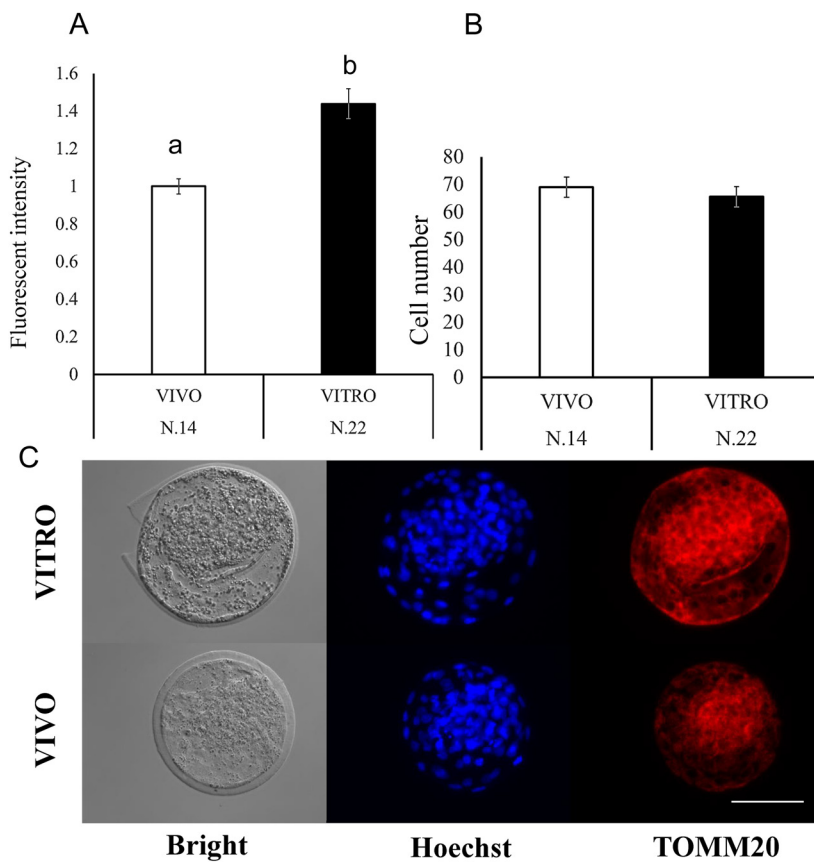 A
B
a
b
Fluorescent intensity
1.6
1.4
1.2
1
0.8
0.6
0.4
0.2
0
VIVO
VITRO
N.14
N.22
Cell number
80
70
60
50
40
30
20
10
0
VIVO
VITRO
N.14
N.22
C
VITRO
VIVO
Bright
Hoechst
TOMM20